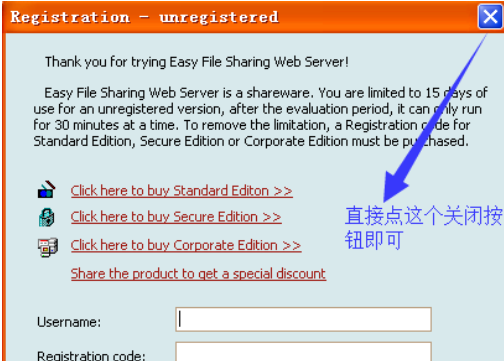 Registration - unregistered
Thank you for trying Easy File Sharing Web Server!
Easy File Sharing Web Server is a shareware. You are limited to 15 days of
use for an unregistered version, after the evaluation period, it can only run
for 30 minutes at a time. To remove the limitation, a Registration code for
Standard Edition, Secure Edition or Corporate Edition must be purchased.
Click here to buy Standard Editon >>
Click here to buy Secure Edition >>
Click here to buy Corporate Edition >>
Share the product to get a special discount
直接点这个关闭按
钮即可
Username:
Registration code: